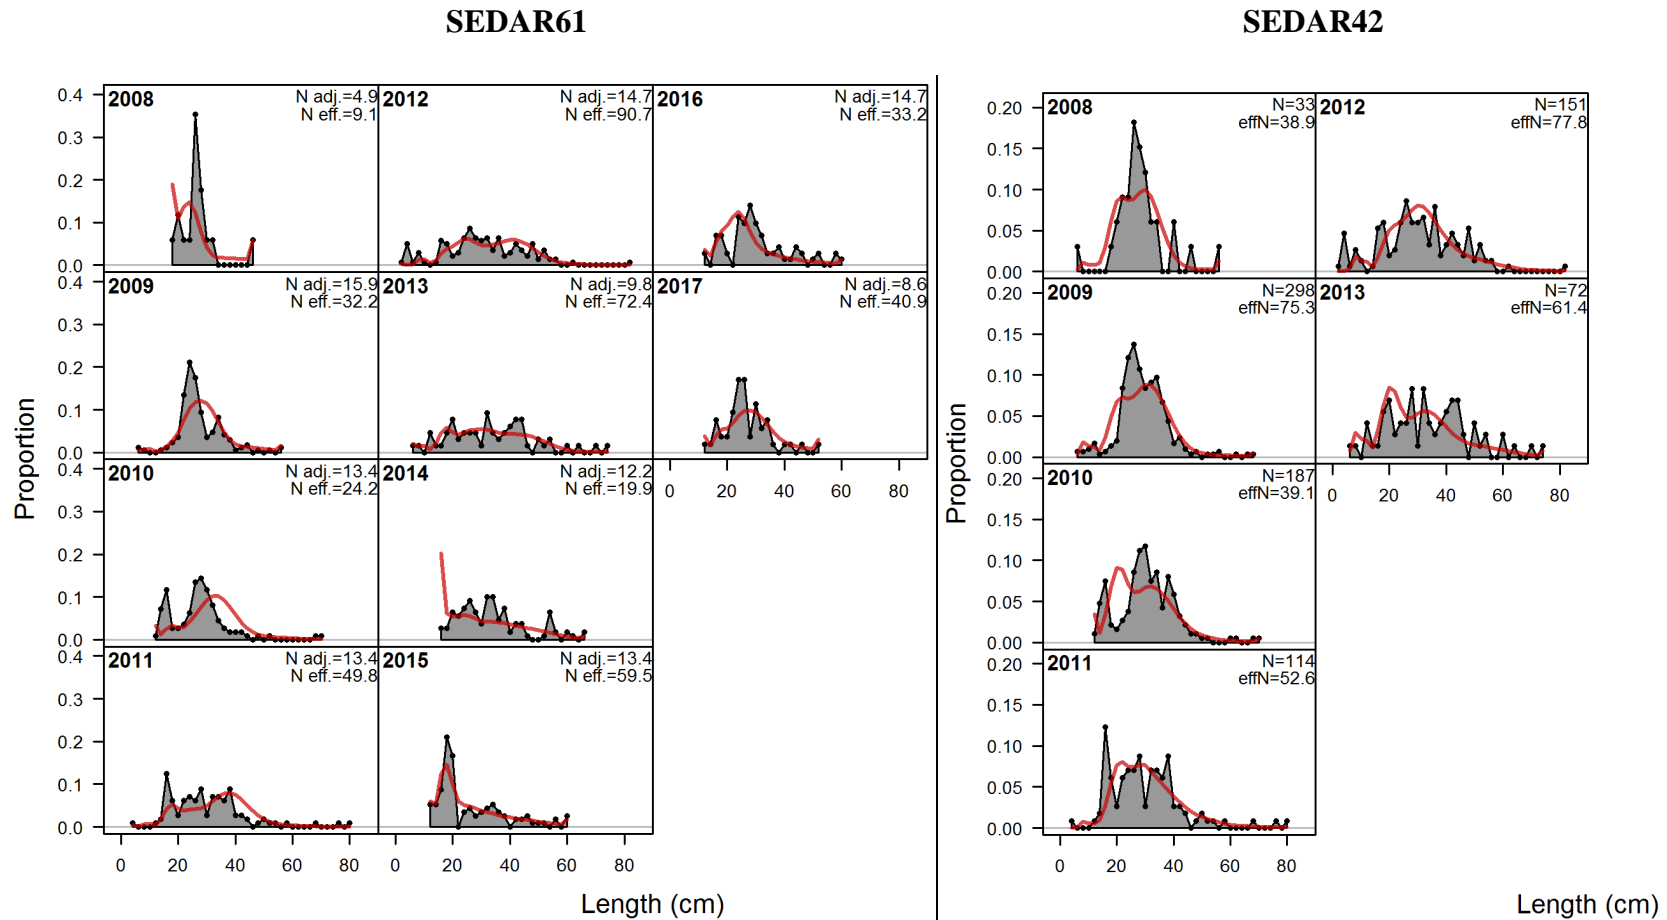 SEDAR61
SEDAR42
Proportion
0.4
0.3
0.2
0.1
0.0
0.4
0.3
0.2
0.1
0.0
0.4
0.3
0.2
0.1
0.0
0.4
0.3
0.2
0.1
0.0
2008
N adj.=4.9
N eff.=9.1
2012
N adj.=14.7
N eff.=90.7
2016
N adj.=14.7
N eff.=33.2
2009
N adj.=15.9
N eff.=32.2
2013
N adj.=9.8
N eff.=72.4
2017
N adj.=8.6
N eff.=40.9
2010
N adj.=13.4
N eff.=24.2
2014
N adj.=12.2
N eff.=19.9
0 20 40 60 80
2011
N adj.=13.4
N eff.=49.8
2015
N adj.=13.4
N eff.=59.5
0 20 40 60 80
0 20 40 60 80
Length (cm)
Proportion
0.20
0.15
0.10
0.05
0.00
0.20
0.15
0.10
0.05
0.00
0.20
0.15
0.10
0.05
0.00
0.20
0.15
0.10
0.05
0.00
2008
N=33
effN=38.9
2012
N=151
effN=77.8
2009
N=298
effN=75.3
2013
N=72
effN=61.4
2010
N=187
effN=39.1
0 20 40 60 80
2011
N=114
effN=52.6
0 20 40 60 80
Length (cm)